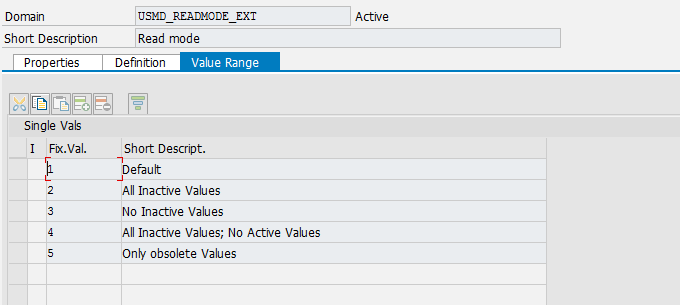 Domain USMD_READMODE_EXT Active
Short Description Read mode
Properties Definition Value Range
Single Vals
I Fix.Val. Short Descript.
1 Default
2 All Inactive Values
3 No Inactive Values
4 All Inactive Values; No Active Values
5 Only obsolete Values